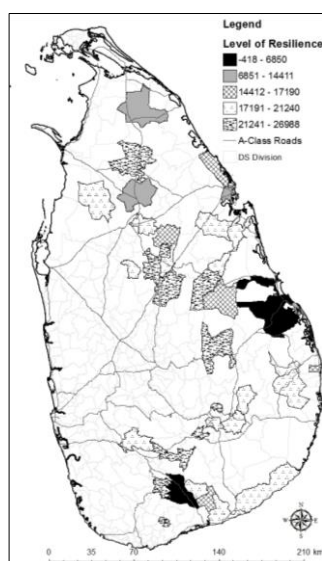 Legend
Level of Resilience
-418 - 6850
6851 - 14411
14412 - 17190
17191 - 21240
21241 - 26988
A-Class Roads
DS Division
0 35 70 140 210 km